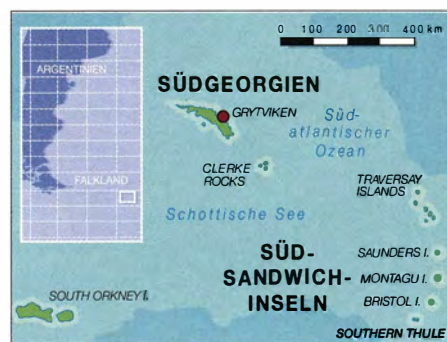 0 100 200 300 400 km
ARGENTINIEN
SÜDGEORGIEN
GRYTVIKEN
Süd-
atlantischer
Ozean
CLERKE
ROCKS
TRAVERSAY
ISLANDS
FALKLAND
Schottische See
SÜD-
SANDWICH-
INSELN
SAUNDERS I.
MONTAGU I.
BRISTOL I.
SOUTH ORKNEY I.
SOUTHERN THULE